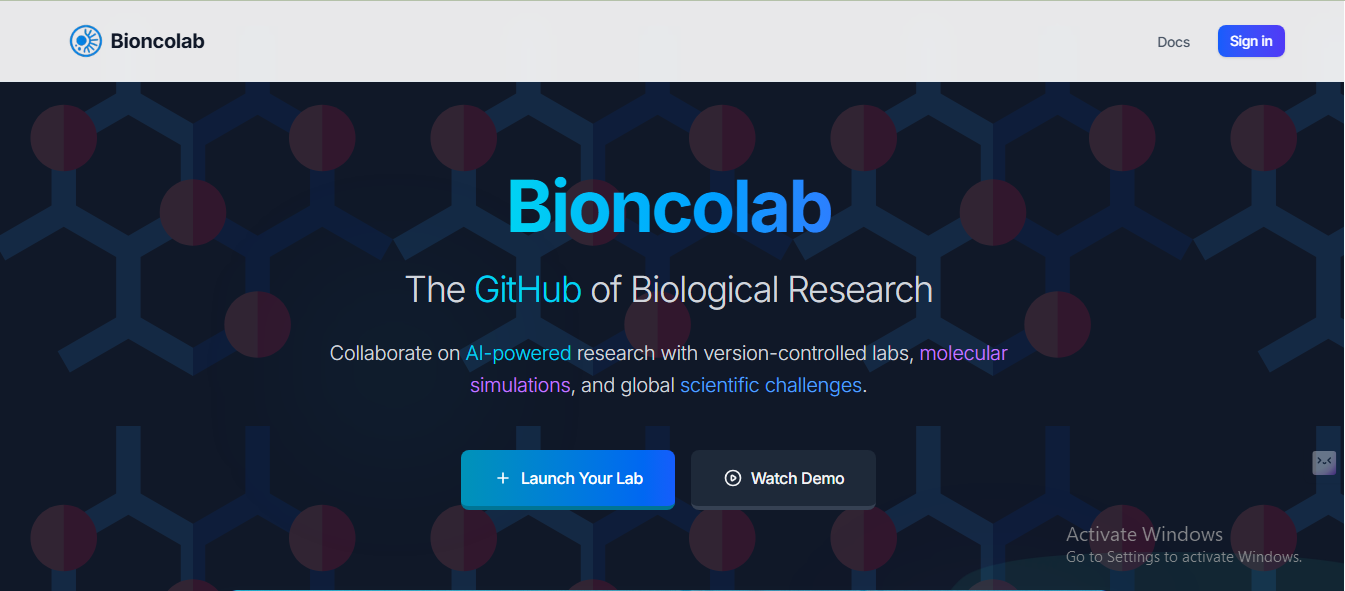 Bioncolab
Docs
Sign in
Bioncolab
The GitHub of Biological Research
Collaborate on AI-powered research with version-controlled labs, molecular
simulations, and global scientific challenges.
Launch Your Lab
Watch Demo
Activate Windows
Go to Settings to activate Windows.